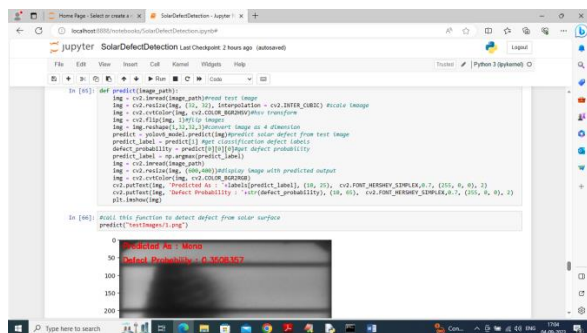 Home Page - Select or create a n
SolarDefectDetection - Jupyter N
localhost:8888/notebooks/SolarDefectDetection.ipynb#
jupyter SolarDefectDetection Last Checkpoint: 2 hours ago (autosaved)
Logout
File Edit View Insert Cell Kernel Widgets Help
Trusted
Python 3 (ipykernel)
Run
Code
In [65]: def predict(image_path):
img = cv2.imread(image_path)#read test image
img = cv2.resize(img, (32, 32), interpolation = cv2.INTER_CUBIC) #scale image
img = cv2.cvtColor(img, cv2.COLOR_BGR2HSV)#hsv transform
img = cv2.flip(img, 1)#flip images
img = img.reshape(1,32,32,3)#convert image as 4 dimension
predict = yolov6_model.predict(img)#predict solar defect from test image
predict_label = predict[1] #get classification defect labels
defect_probability = predict[0][0][0]#get defect probability
predict_label = np.argmax(predict_label)
img = cv2.imread(image_path)
img = cv2.resize(img, (600,400))#display image with predicted output
img = cv2.cvtColor(img, cv2.COLOR_BGR2RGB)
cv2.putText(img, 'Predicted As : '+labels[predict_label], (10, 25), cv2.FONT_HERSHEY_SIMPLEX,0.7, (255, 0, 0), 2)
cv2.putText(img, 'Defect Probability : '+str(defect_probability), (10, 65), cv2.FONT_HERSHEY_SIMPLEX,0.7, (255, 0, 0), 2)
plt.imshow(img)
In [66]: #call this function to detect defect from solar surface
predict("testImages/1.png")
0
Predicted As : Mono
50
Defect Probability : 0.3506357
100
150
200
Type here to search
Con...
ENG
17:04